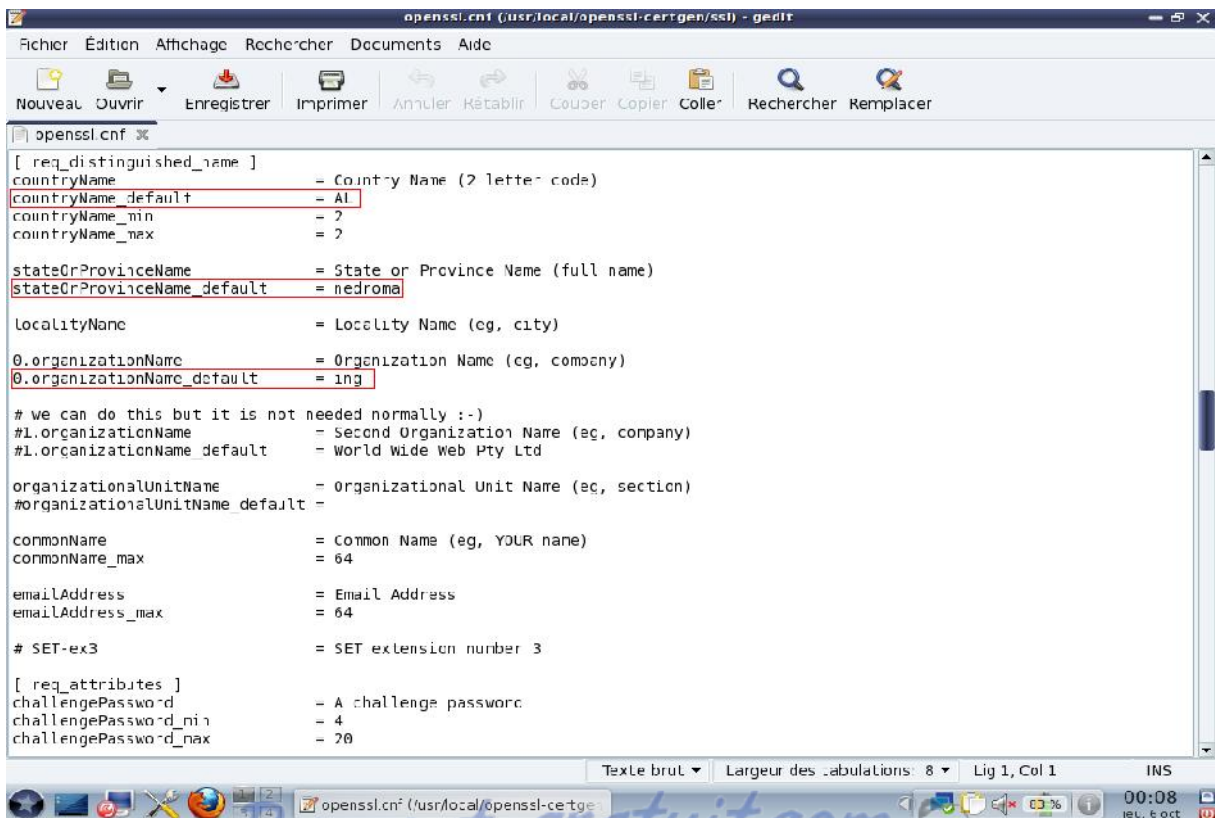 openssl.cnf (/usr/local/openssl-certgen/ssl) - gedit
Fichier Édition Affichage Rechercher Documents Aide
Nouveau Ouvrir Enregistrer Imprimer Annuler Rétablir Couper Copier Coller Rechercher Remplacer
openssl.cnf
[ req_distinguished_name ]
countryName = Country Name (2 letter code)
countryName_default = AL
countryName_min = 2
countryName_max = 2
stateOrProvinceName = State or Province Name (full name)
stateOrProvinceName_default = nedroma
localityName = Locality Name (eg, city)
0.organizationName = Organization Name (eg, company)
0.organizationName_default = ing
# we can do this but it is not needed normally :-)
#1.organizationName = Second Organization Name (eg, company)
#1.organizationName_default = World Wide Web Pty Ltd
organizationalUnitName = Organizational Unit Name (eg, section)
#organizationalUnitName_default =
commonName = Common Name (eg, YOUR name)
commonName_max = 64
emailAddress = Email Address
emailAddress_max = 64
# SET-ex3 = SET extension number 3
[ req_attributes ]
challengePassword = A challenge password
challengePassword_min = 4
challengePassword_max = 20
Texte brut Largeur des tabulations: 8 Lig 1, Col 1 INS
1 2
4
openssl.cnf (/usr/local/openssl-certge
00:08
jeu. 6 oct